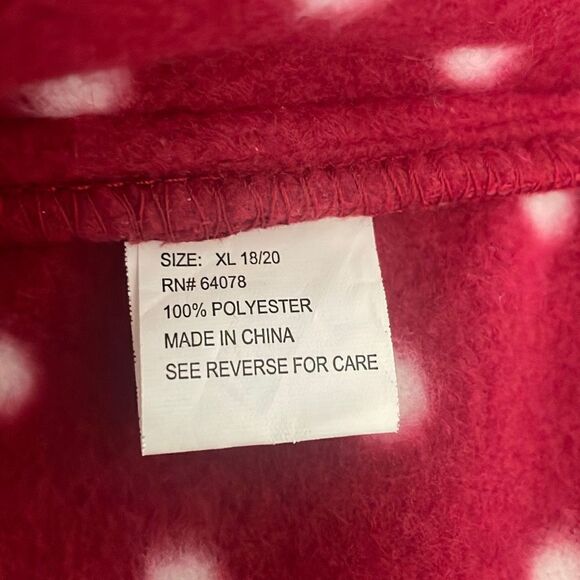 SIZE: XL 18/20
RN# 64078
100% POLYESTER
MADE IN CHINA
SEE REVERSE FOR CARE